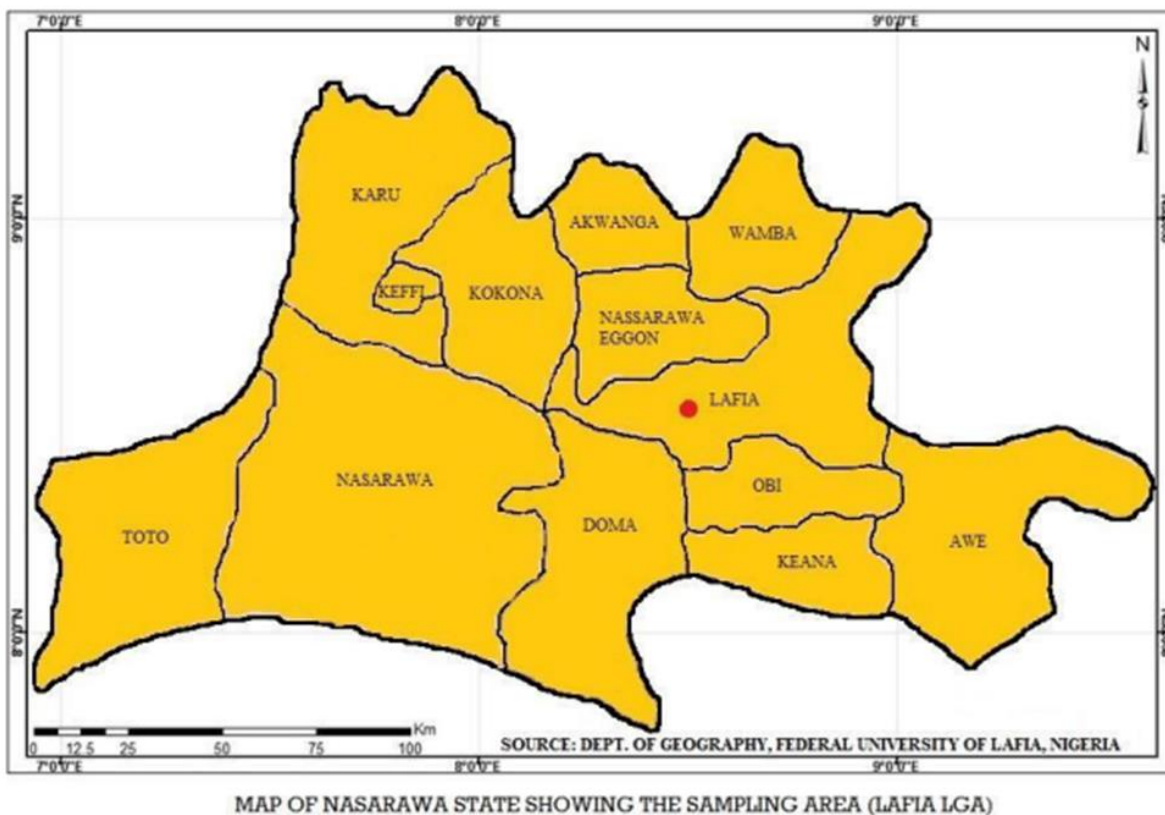 7°0'0"E 8°0'0"E 9°0'0"E
N
9°0'0"N
KARU
AKWANGA
WAMBA
KEFFI
KOKONA
NASSARAWA
EGGON
LAFIA
NASARAWA
OBI
TOTO
DOMA
AWE
KEANA
8°0'0"N
Km
0 12.5 25 50 75 100
SOURCE: DEPT. OF GEOGRAPHY, FEDERAL UNIVERSITY OF LAFIA, NIGERIA
7°0'0"E 8°0'0"E 9°0'0"E
MAP OF NASARAWA STATE SHOWING THE SAMPLING AREA (LAFIA LGA)